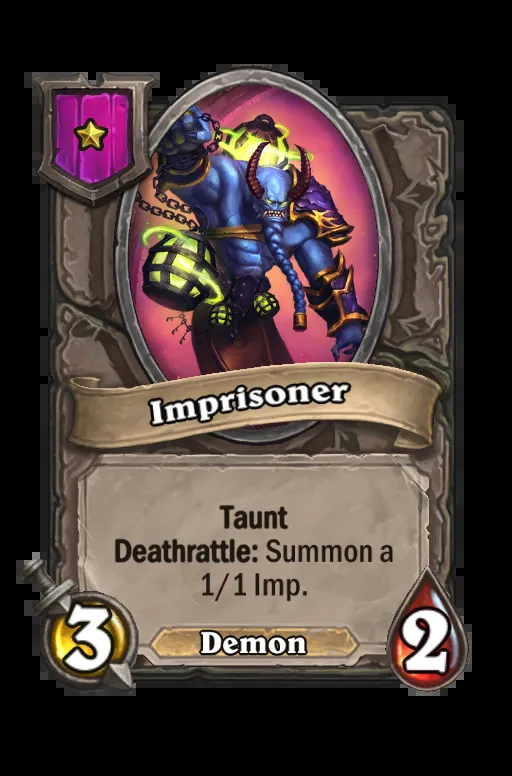 Imprisoner
Taunt
Deathrattle: Summon a
1/1 Imp.
3
Demon
2